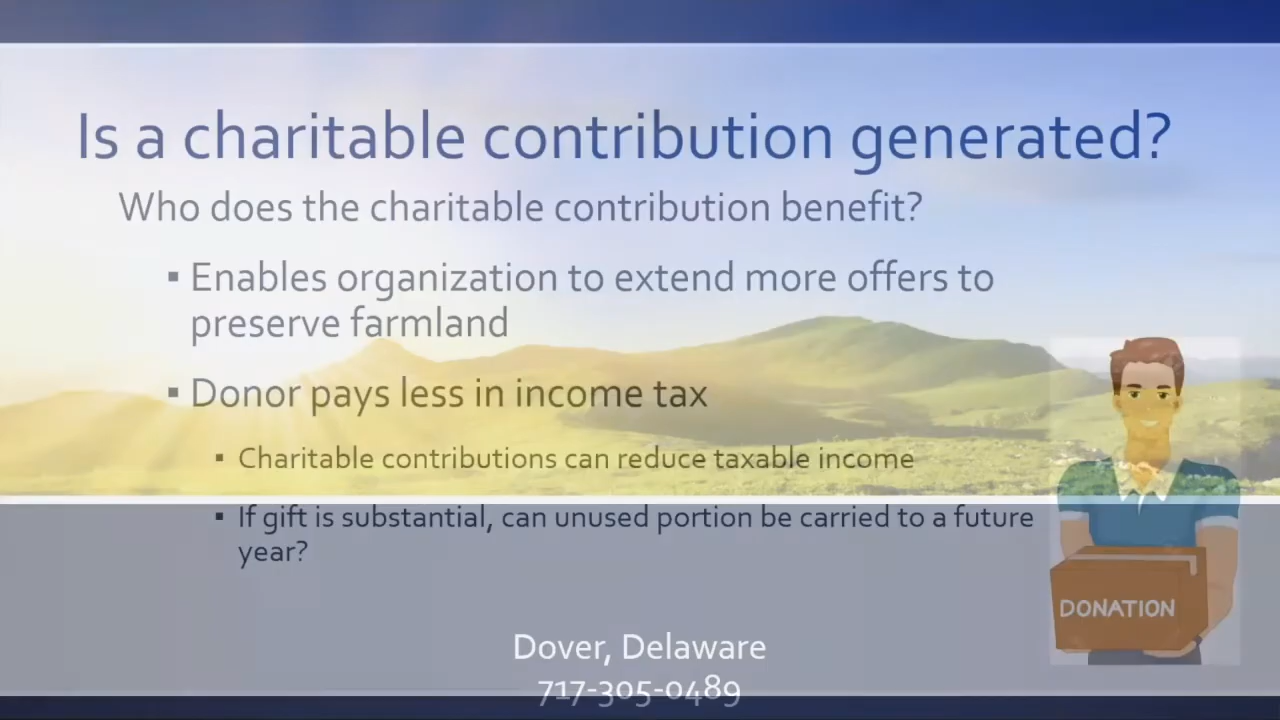 Is a charitable contribution generated?
Who does the charitable contribution benefit?
▪ Enables organization to extend more offers to
preserve farmland
▪ Donor pays less in income tax
▪ Charitable contributions can reduce taxable income
▪ If gift is substantial, can unused portion be carried to a future
year?
DONATION
Dover, Delaware
717-305-0489